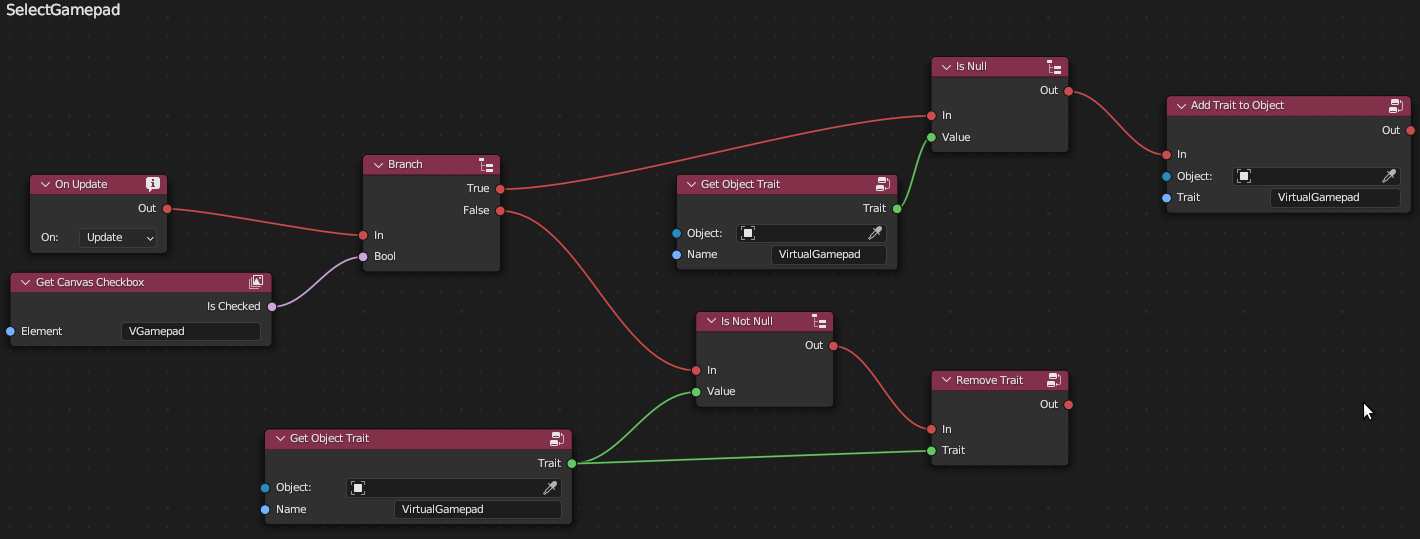 SelectGamepad
On Update
Out
On:
Update
Get Canvas Checkbox
Is Checked
Element
VGamepad
Branch
True
False
In
Bool
Get Object Trait
Trait
Object:
Name
VirtualGamepad
Is Null
Out
In
Value
Add Trait to Object
Out
In
Object:
Trait
VirtualGamepad
Get Object Trait
Trait
Object:
Name
VirtualGamepad
Is Not Null
Out
In
Value
Remove Trait
Out
In
Trait